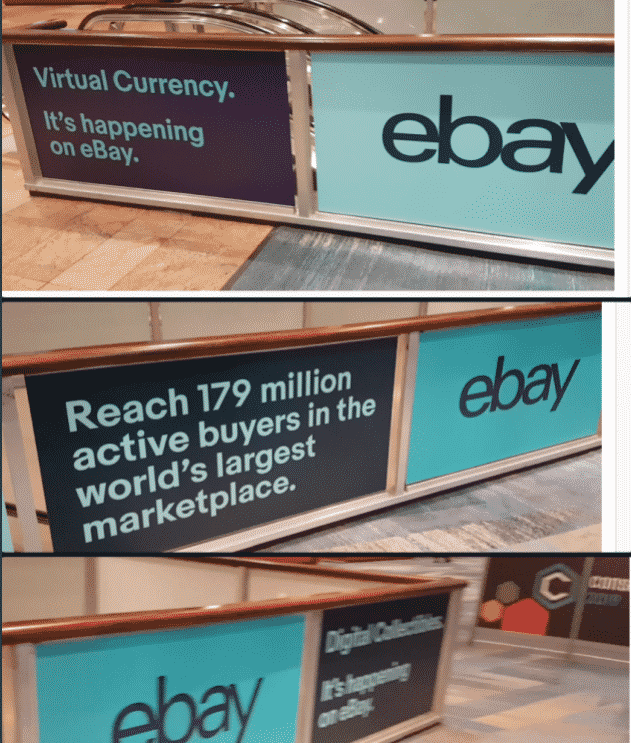 Virtual Currency.
It's happening
on eBay.
ebay
Reach 179 million
active buyers in the
world's largest
marketplace.
ebay
ebay
Digital Collectibles.
It's happening
on eBay.